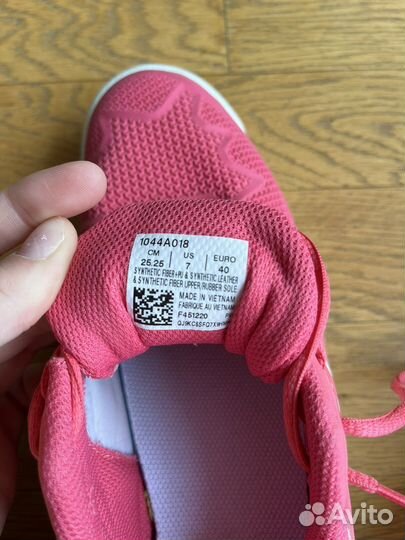 1044A018
CM US EURO
25.25 7 40
SYNTHETIC FIBER+PU & SYNTHETIC LEATHER
& SYNTHETIC FIBER UPPER/RUBBER SOLE
MADE IN VIETNAM
FABRIQUE AU VIETNAM
F451220
Avito